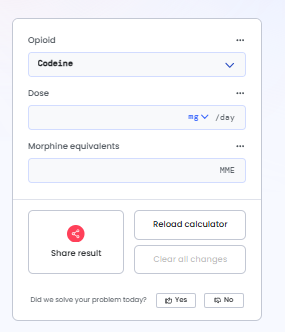 Opioid
Codeine
Dose
mg /day
Morphine equivalents
MME
Share result
Reload calculator
Clear all changes
Did we solve your problem today? Yes No